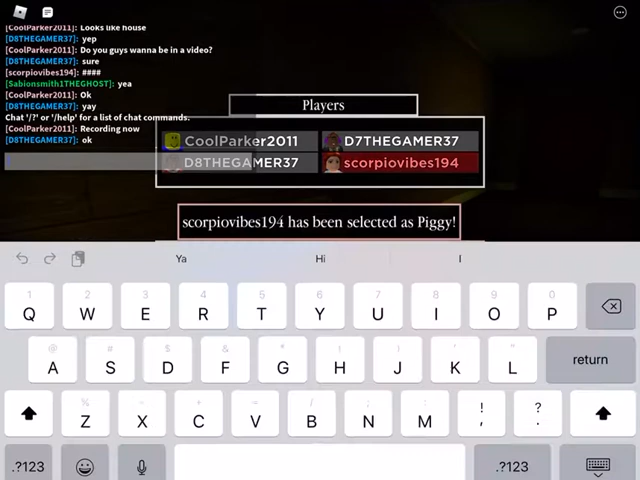 [CoolParker2011]: Looks like house
[D8THEGAMER37]: yep
[CoolParker2011]: Do you guys wanna be in a video?
[D8THEGAMER37]: sure
[scorpiovibes194]: ####
[Sabionsmith1THEGHOST]: yea
[CoolParker2011]: Ok
[D8THEGAMER37]: yay
Chat '/?' or '/help' for a list of chat commands.
[CoolParker2011]: Recording now
[D8THEGAMER37]: ok
Players
CoolParker2011 D7THEGAMER37
D8THEGAMER37 scorpiovibes194
scorpiovibes194 has been selected as Piggy!
Ya Hi I
1 2 3 4 5 6 7 8 9 0
Q W E R T Y U I O P
@ # $ & * ( ) ' "
A S D F G H J K L return
% - + = / ; : ! ?
Z X C V B N M , .
.?123 .?123